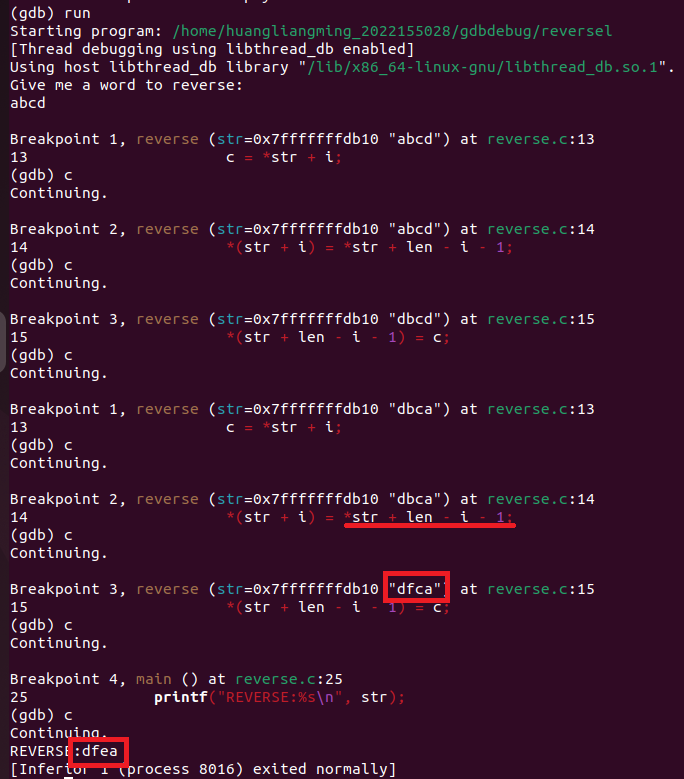 (gdb) run
Starting program: /home/huangliangming_2022155028/gdbdebug/reversel
[Thread debugging using libthread_db enabled]
Using host libthread_db library "/lib/x86_64-linux-gnu/libthread_db.so.1".
Give me a word to reverse:
abcd

Breakpoint 1, reverse (str=0x7fffffffdb10 "abcd") at reverse.c:13
13                      c = *str + i;
(gdb) c
Continuing.

Breakpoint 2, reverse (str=0x7fffffffdb10 "abcd") at reverse.c:14
14                      *(str + i) = *str + len - i - 1;
(gdb) c
Continuing.

Breakpoint 3, reverse (str=0x7fffffffdb10 "dbcd") at reverse.c:15
15                      *(str + len - i - 1) = c;
(gdb) c
Continuing.

Breakpoint 1, reverse (str=0x7fffffffdb10 "dbca") at reverse.c:13
13                      c = *str + i;
(gdb) c
Continuing.

Breakpoint 2, reverse (str=0x7fffffffdb10 "dbca") at reverse.c:14
14                      *(str + i) = *str + len - i - 1;
(gdb) c
Continuing.

Breakpoint 3, reverse (str=0x7fffffffdb10 "dfca") at reverse.c:15
15                      *(str + len - i - 1) = c;
(gdb) c
Continuing.

Breakpoint 4, main () at reverse.c:25
25              printf("REVERSE:%s\n", str);
(gdb) c
Continuing.
REVERSE:dfea
[Inferior 1 (process 8016) exited normally]